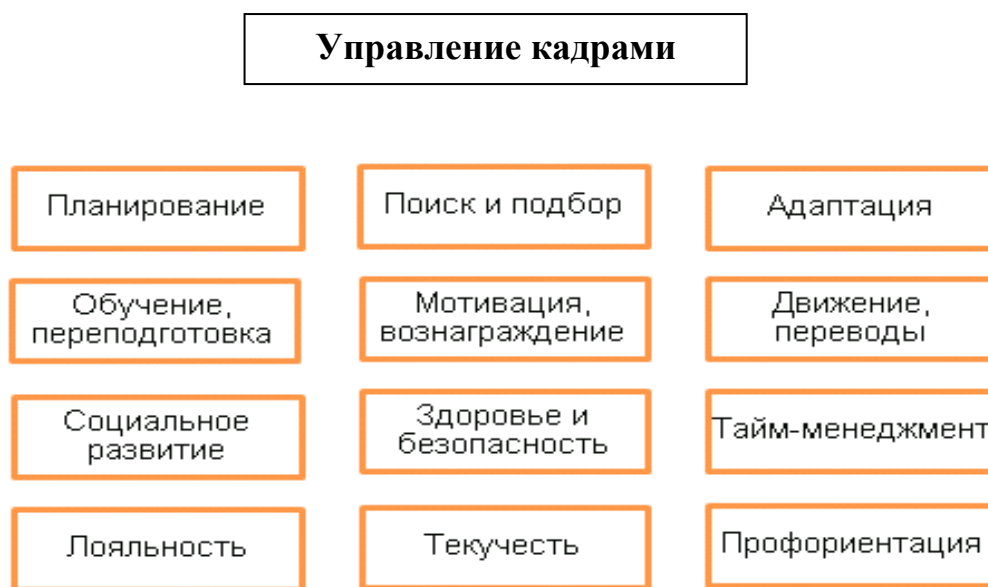 Управление кадрами
Планирование
Поиск и подбор
Адаптация
Обучение,
переподготовка
Мотивация,
вознаграждение
Движение,
переводы
Социальное
развитие
Здоровье и
безопасность
Тайм-менеджмент
Лояльность
Текучесть
Профориентация